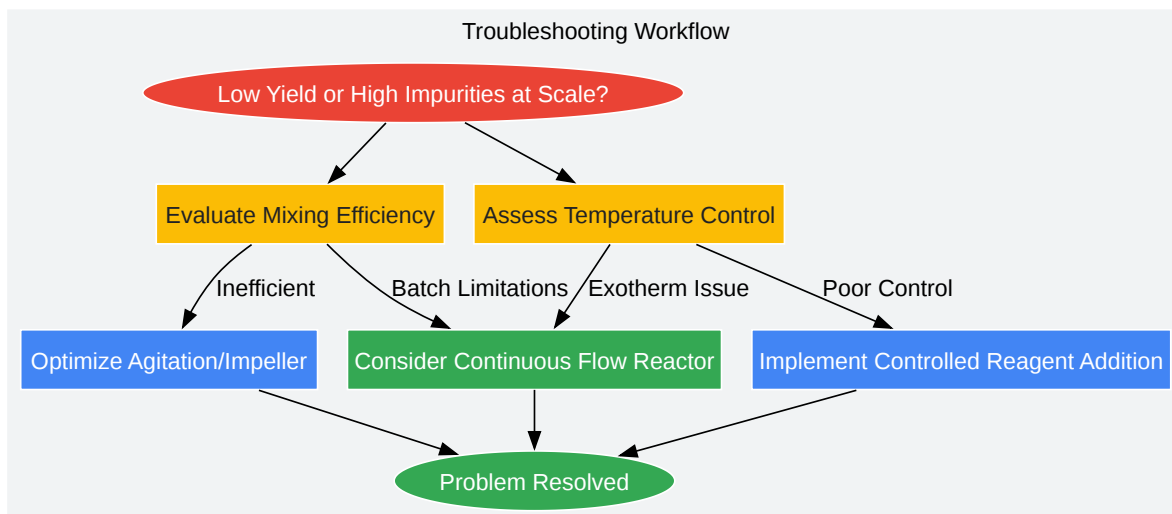 Troubleshooting Workflow
Low Yield or High Impurities at Scale?
Evaluate Mixing Efficiency
Assess Temperature Control
Inefficient
Batch Limitations
Exotherm Issue
Poor Control
Optimize Agitation/Impeller
Consider Continuous Flow Reactor
Implement Controlled Reagent Addition
Problem Resolved